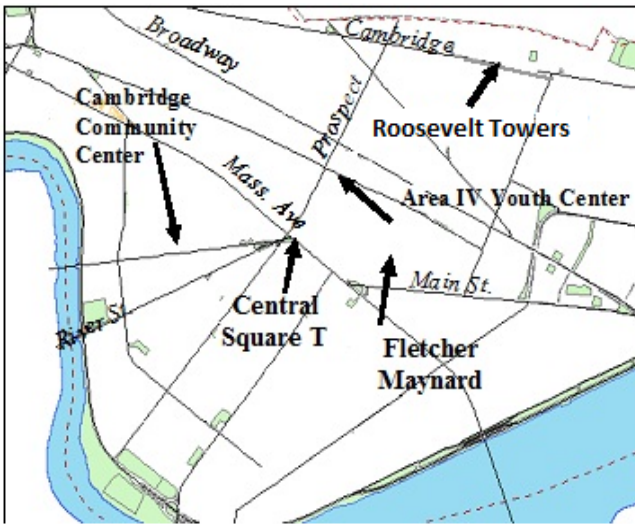 Broadway
Cambridge
Cambridge
Community
Center
Prospect
Roosevelt Towers
Mass. Ave
Area IV Youth Center
Main St.
Central
Square T
River St.
Fletcher
Maynard